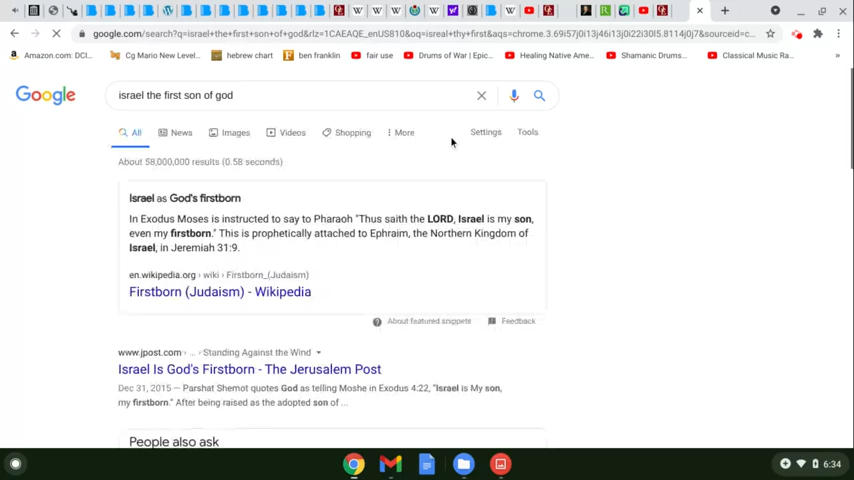 google.com/search?q=israel+the+first+son+of+god&rlz=1CAEAQE_enUS810&oq=isreal+thy+first&aqs=chrome.3.69i57j0i13j46i13j0i22i30l5.8114j0j7&sourceid=c...
Amazon.com: DCI... Cg Mario New Level... hebrew chart ben franklin fair use Drums of War | Epic... Healing Native Ame... Shamanic Drums... Classical Music Ra... »
Google israel the first son of god
All News Images Videos Shopping More Settings Tools
About 58,000,000 results (0.58 seconds)
Israel as God's firstborn
In Exodus Moses is instructed to say to Pharaoh "Thus saith the LORD, Israel is my son,
even my firstborn." This is prophetically attached to Ephraim, the Northern Kingdom of
Israel, in Jeremiah 31:9.
en.wikipedia.org › wiki › Firstborn_(Judaism)
Firstborn (Judaism) - Wikipedia
About featured snippets Feedback
www.jpost.com › ... › Standing Against the Wind
Israel Is God's Firstborn - The Jerusalem Post
Dec 31, 2015 — Parshat Shemot quotes God as telling Moshe in Exodus 4:22, "Israel is My son,
my firstborn." After being raised as the adopted son of ...
People also ask
6:34